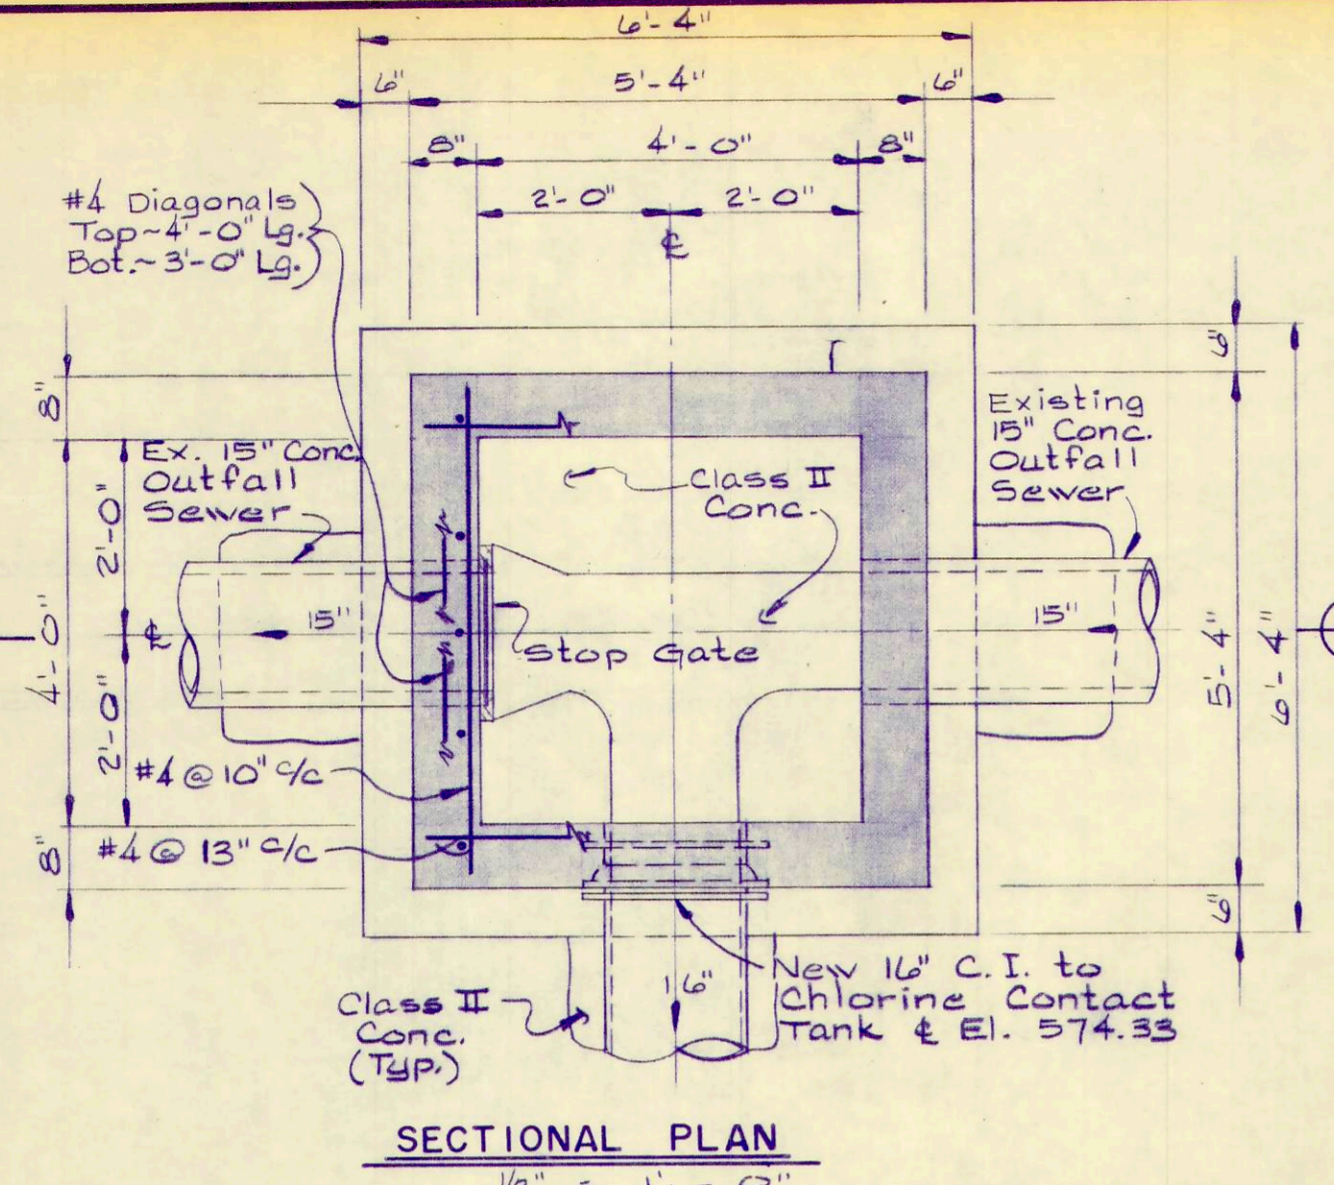 6'-4"
6" 5'-4" 6"
8" 4'-0" 8"
2'-0" 2'-0"
℄
#4 Diagonals
Top~4'-0" Lg.
Bot.~3'-0" Lg.
8"
6"
Ex. 15" Conc.
Outfall
Sewer
Existing
15" Conc.
Outfall
Sewer
Class II
Conc.
2'-0"
4'-0"
2'-0"
℄
15"
Stop Gate
15"
5'-4"
6'-4"
#4 @ 10" c/c
#4 @ 13" c/c
8"
6"
16"
New 16" C.I. to
Chlorine Contact
Tank ℄ El. 574.33
Class II
Conc.
(Typ.)
SECTIONAL PLAN